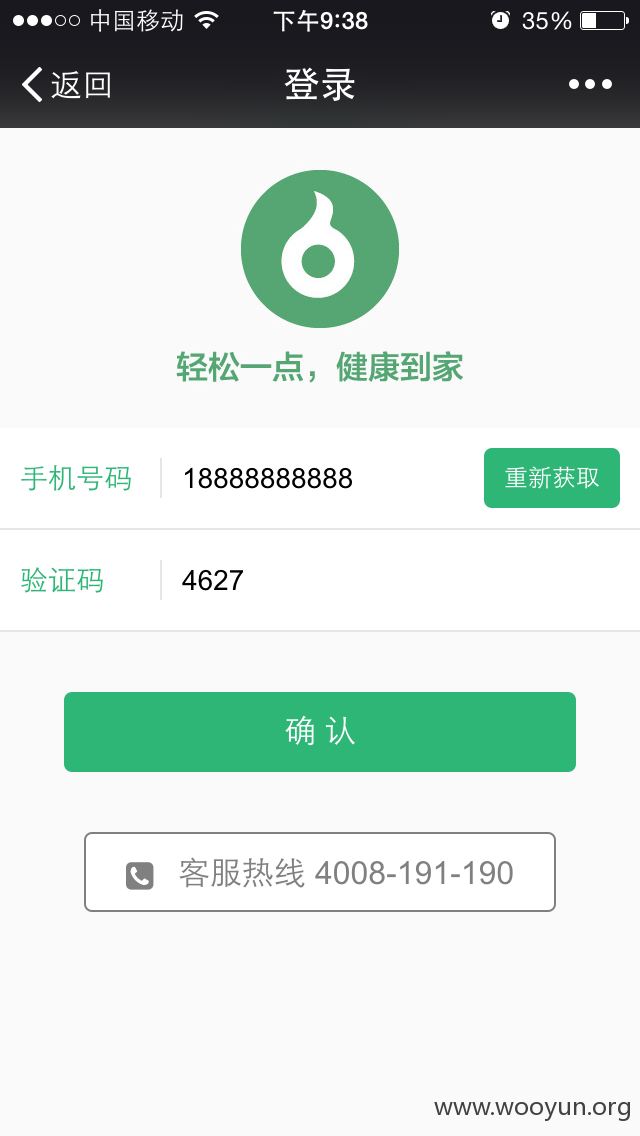 中国移动 下午9:38 35%
返回 登录
轻松一点，健康到家
手机号码 18888888888 重新获取
验证码 4627
确 认
客服热线 4008-191-190
www.wooyun.org